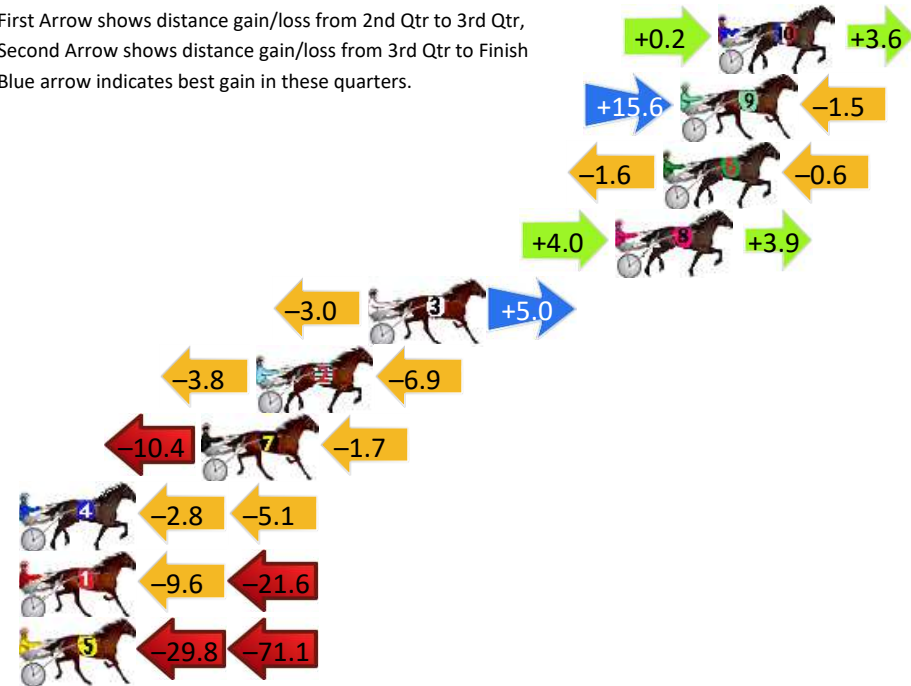 First Arrow shows distance gain/loss from 2nd Qtr to 3rd Qtr,
Second Arrow shows distance gain/loss from 3rd Qtr to Finish
Blue arrow indicates best gain in these quarters.
+0.2 10 +3.6
+15.6 9 –1.5
–1.6 6 –0.6
+4.0 8 +3.9
–3.0 3 +5.0
–3.8 2 –6.9
–10.4 7 –1.7
4 –2.8 –5.1
1 –9.6 –21.6
5 –29.8 –71.1